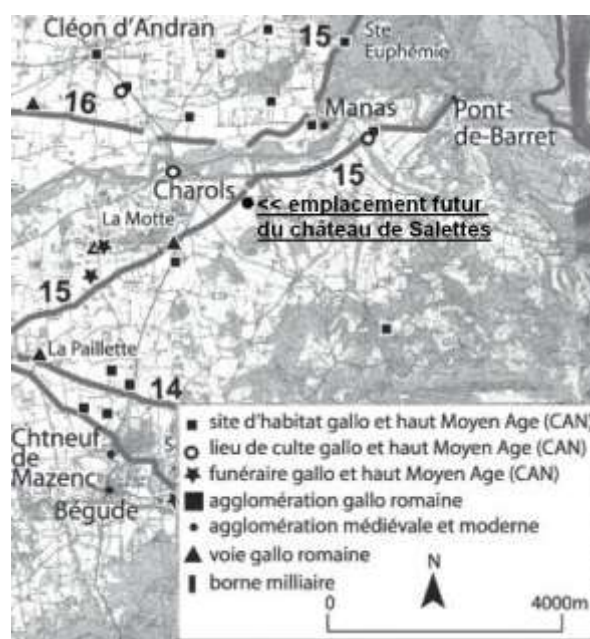 Cléon d'Andran
15
Ste
Euphémie
16
Manas
Pont-
de-Barret
Charols
15
<< emplacement futur
du château de Salettes
La Motte
15
La Paillette
14
Chtneuf
de
Mazenc
Bégude
S
site d'habitat gallo et haut Moyen Age (CAN)
lieu de culte gallo et haut Moyen Age (CAN)
funéraire gallo et haut Moyen Age (CAN)
agglomération gallo romaine
agglomération médiévale et moderne
voie gallo romaine
borne milliaire
N
0 4000m